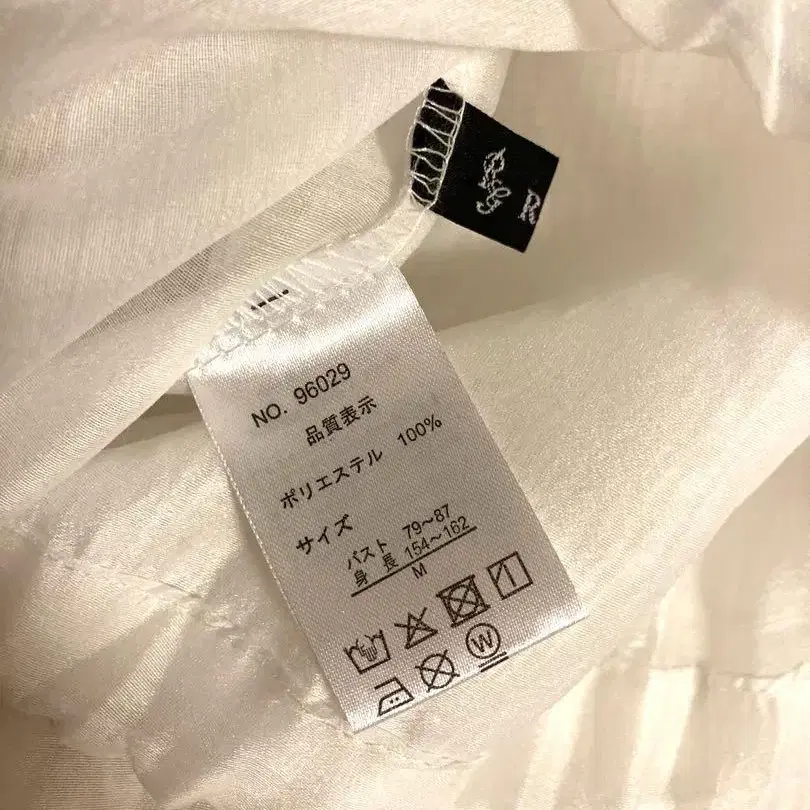 NO. 96029
品質表示
ポリエステル 100%
サイズ
バスト 79〜87
身長 154〜162
M
W